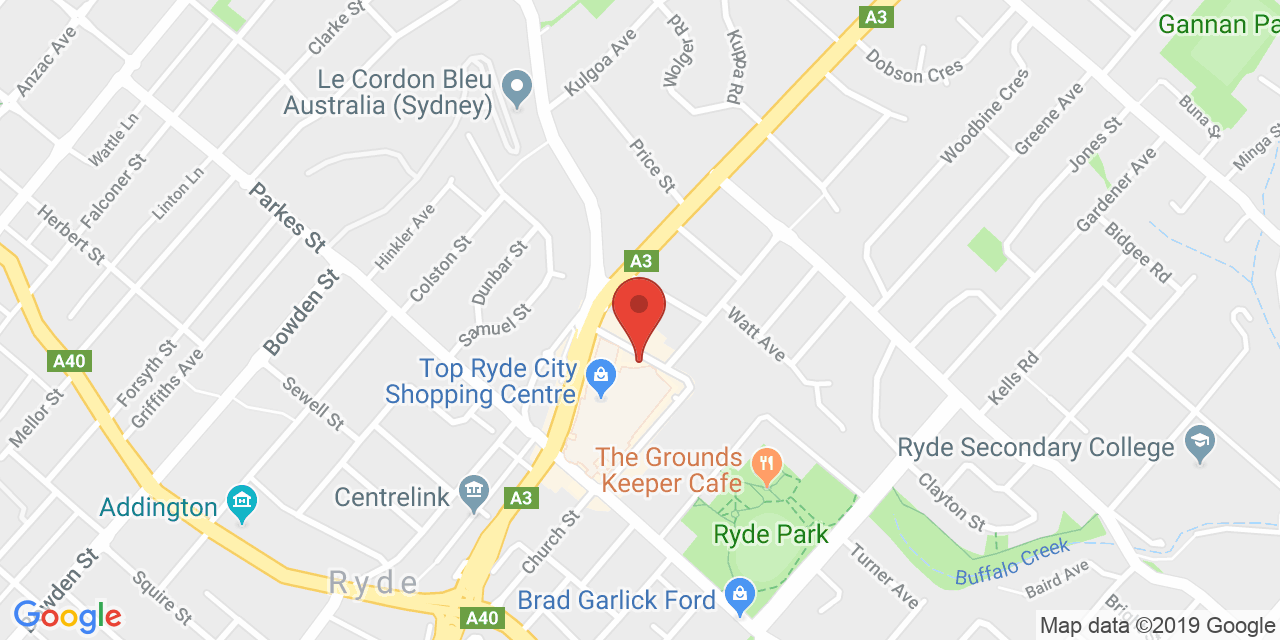 A3
Gannan Pa
Anzac Ave
Clarke St
Kulgoa Ave
Wolger Rd
Dobson Cres
Le Cordon Bleu
Australia (Sydney)
Woodbine Cres
Greene Ave
Buna St
Wattle Ln
Price St
Jones St
Minga St
Falconer St
Linton Ln
Gardener Ave
Parkes St
Herbert St
Hinkler Ave
Colston St
Dunbar St
A3
Bidgee Rd
Bowden St
Samuel St
Watt Ave
A40
Forsyth St
Griffiths Ave
Top Ryde City
Shopping Centre
Kells Rd
Mellor St
Sewell St
Ryde Secondary College
The Grounds
Keeper Cafe
Centrelink
A3
Clayton St
Addington
Church St
Ryde Park
Buffalo Creek
Turner Ave
Baird Ave
Ryde
Squire St
Bowden St
Brad Garlick Ford
A40
Google
Map data ©2019 Google